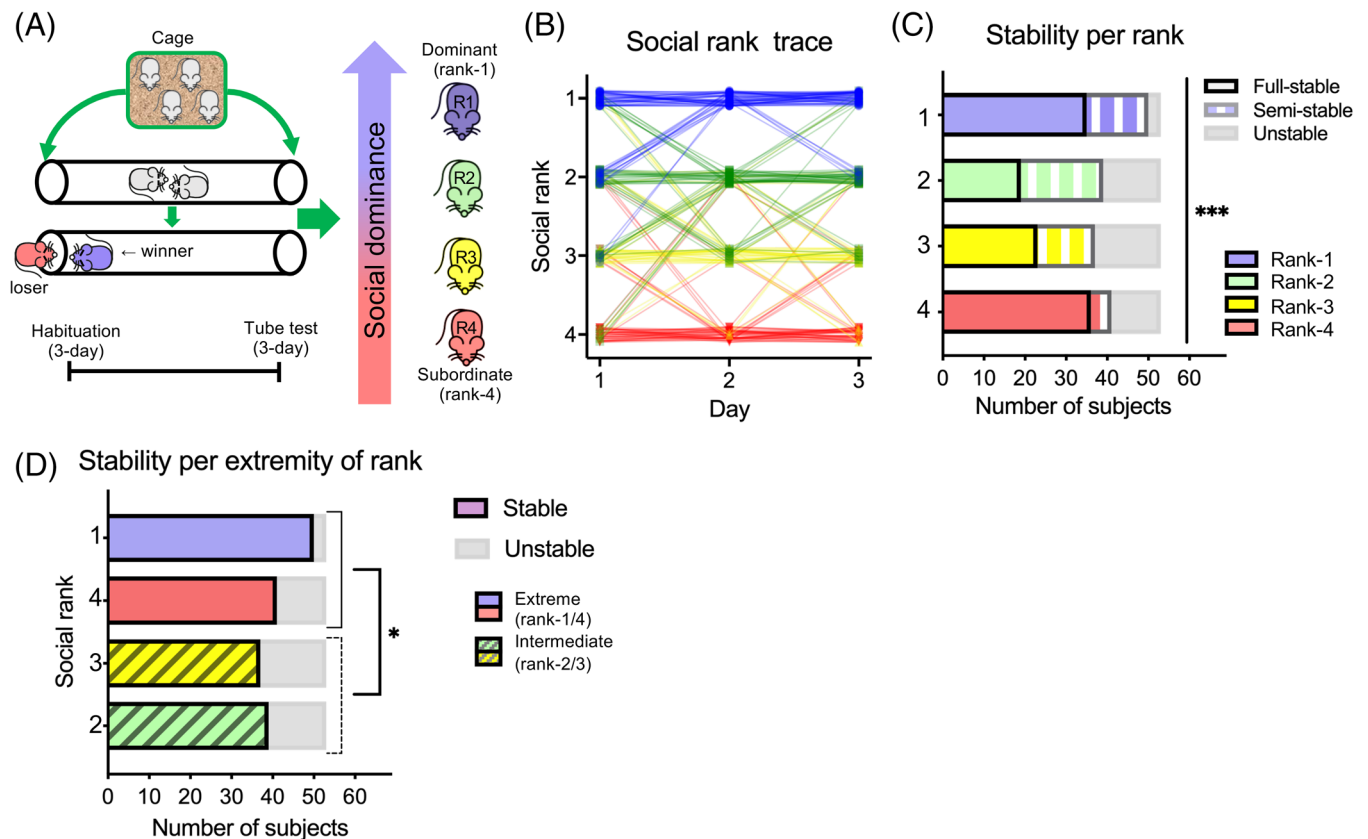 (A)
Cage
← winner
loser
Habituation
(3-day)
Tube test
(3-day)
Social dominance
Dominant
(rank-1)
R1
R2
R3
R4
Subordinate
(rank-4)
(B)
Social rank trace
Social rank
1
2
3
4
1 2 3
Day
(C)
Stability per rank
1
2
3
4
0 10 20 30 40 50 60
Number of subjects
Full-stable
Semi-stable
Unstable
***
Rank-1
Rank-2
Rank-3
Rank-4
(D)
Stability per extremity of rank
Social rank
1
4
3
2
0 10 20 30 40 50 60
Number of subjects
*
Stable
Unstable
Extreme
(rank-1/4)
Intermediate
(rank-2/3)